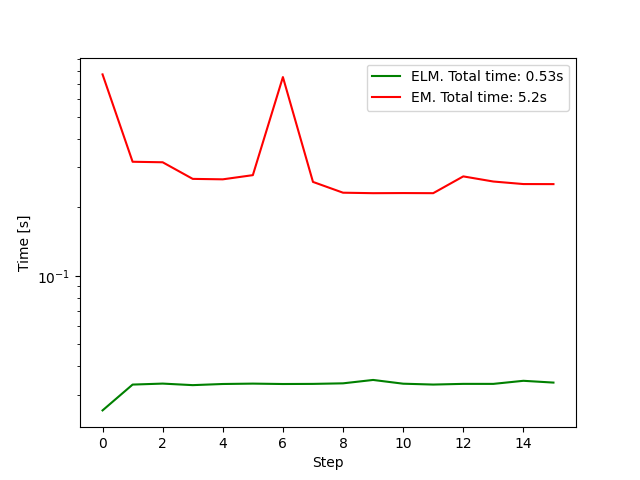 ELM. Total time: 0.53s
EM. Total time: 5.2s
Time [s]
10⁻¹
0 2 4 6 8 10 12 14
Step